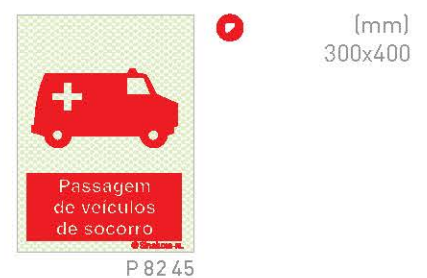 (mm)
300x400
Passagem
de veículos
de socorro
P 82 45